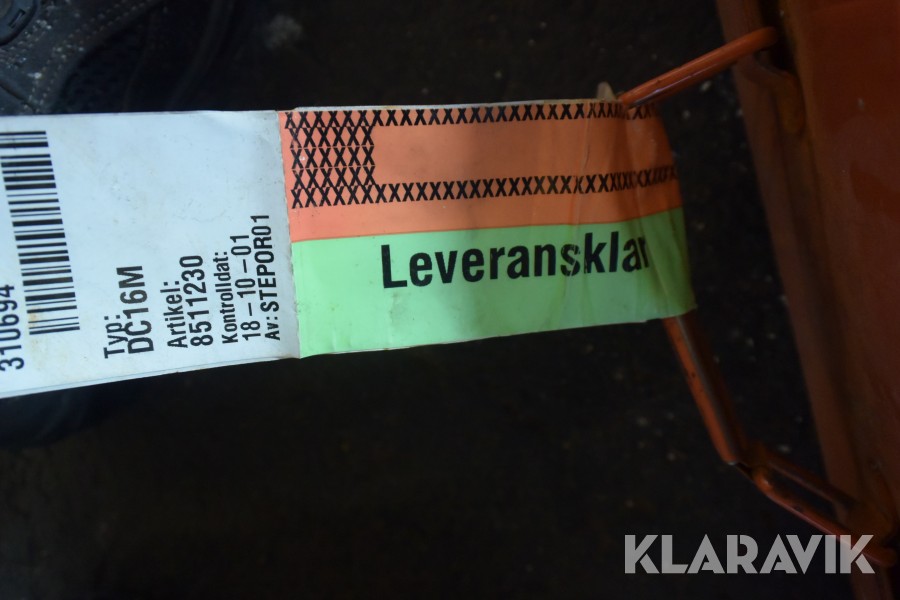 310694
Typ:
DC16M
Artikel:
8511230
Kontrolldat:
18-10-01
Av: STEPOR01
Leveransklar
KLARAVIK